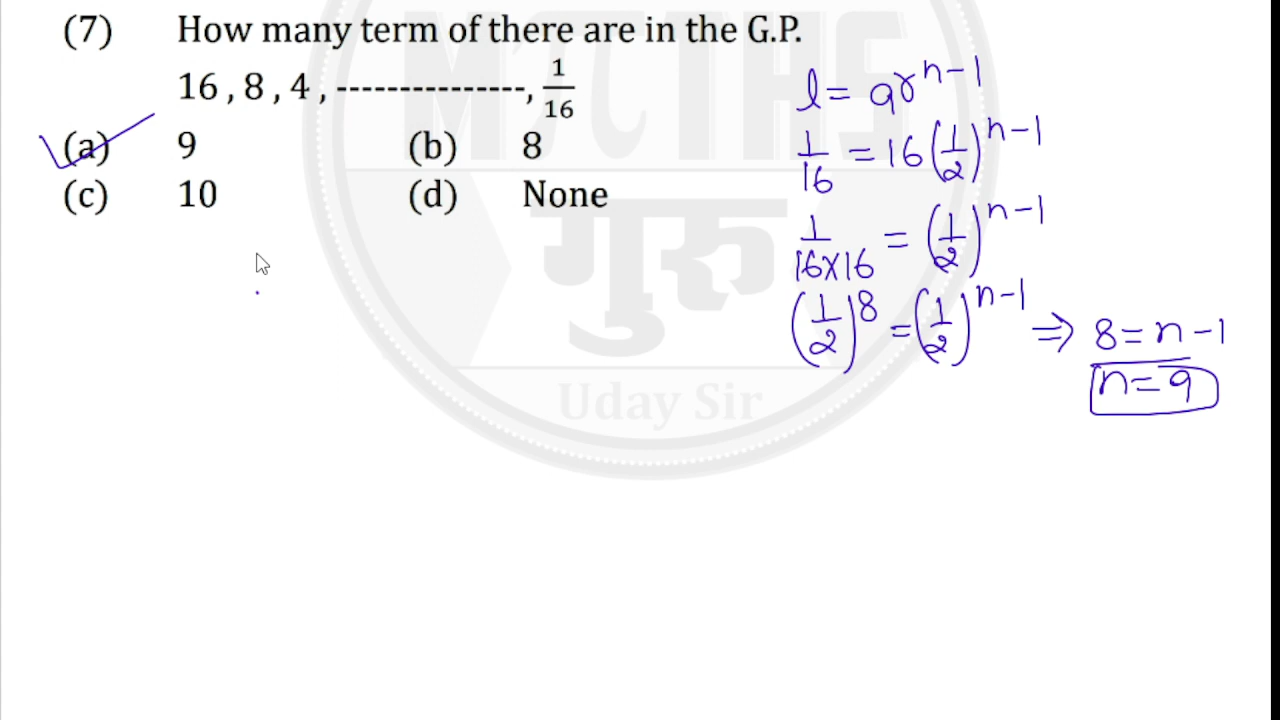 (7) How many term of there are in the G.P.
16 , 8 , 4 , ---------------, 1/16
(a) 9 (b) 8
(c) 10 (d) None
l = ar^(n-1)
1/16 = 16(1/2)^(n-1)
1/(16×16) = (1/2)^(n-1)
(1/2)^8 = (1/2)^(n-1) ⇒ 8 = n-1
n = 9
MπTHS
गुरु
Uday Sir